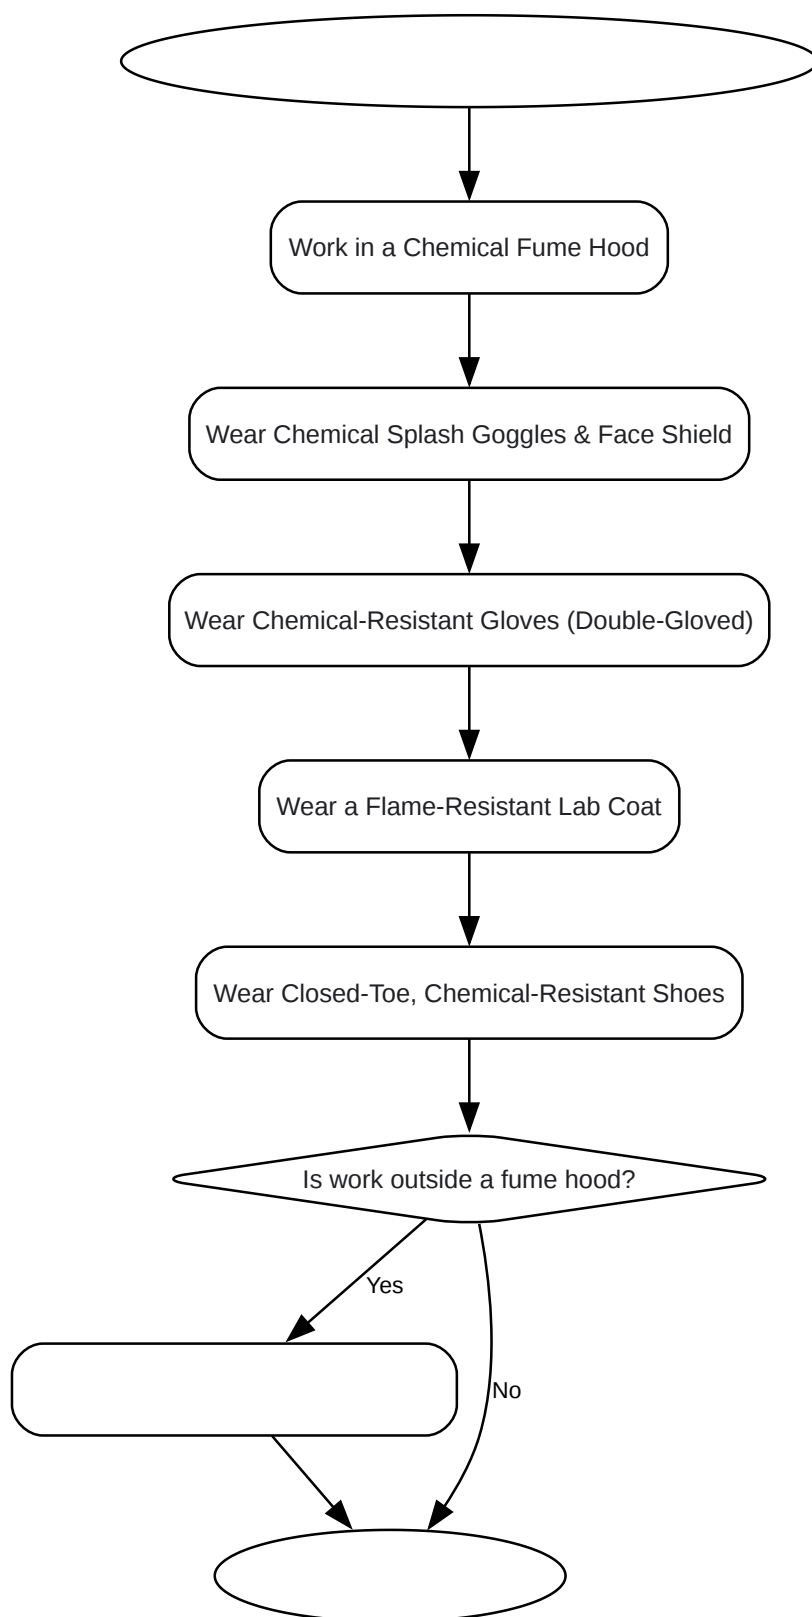 Work in a Chemical Fume Hood
Wear Chemical Splash Goggles & Face Shield
Wear Chemical-Resistant Gloves (Double-Gloved)
Wear a Flame-Resistant Lab Coat
Wear Closed-Toe, Chemical-Resistant Shoes
Is work outside a fume hood?
Yes
No